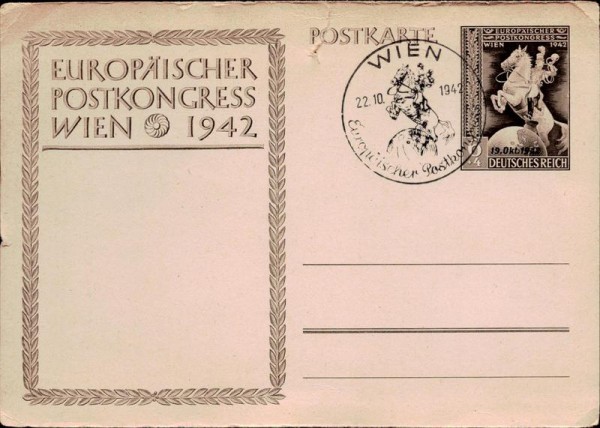 EUROPÄISCHER
POSTKONGRESS
WIEN 1942
POSTKARTE
WIEN
22.10. 1942
Europäischer Postkongress
EUROPÄISCHER
POSTKONGRESS
WIEN 1942
19.Okt.1942
DEUTSCHES REICH